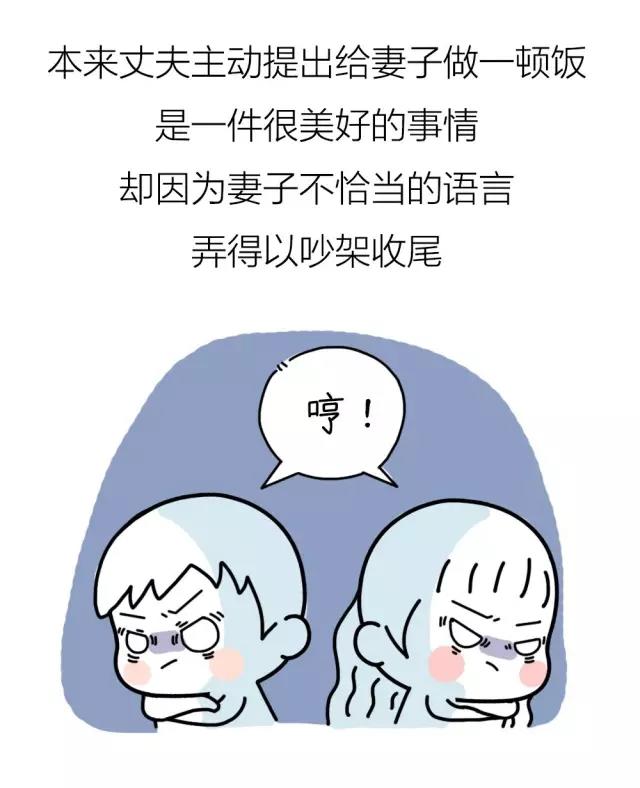 本来丈夫主动提出给妻子做一顿饭
是一件很美好的事情
却因为妻子不恰当的语言
弄得以吵架收尾
哼！